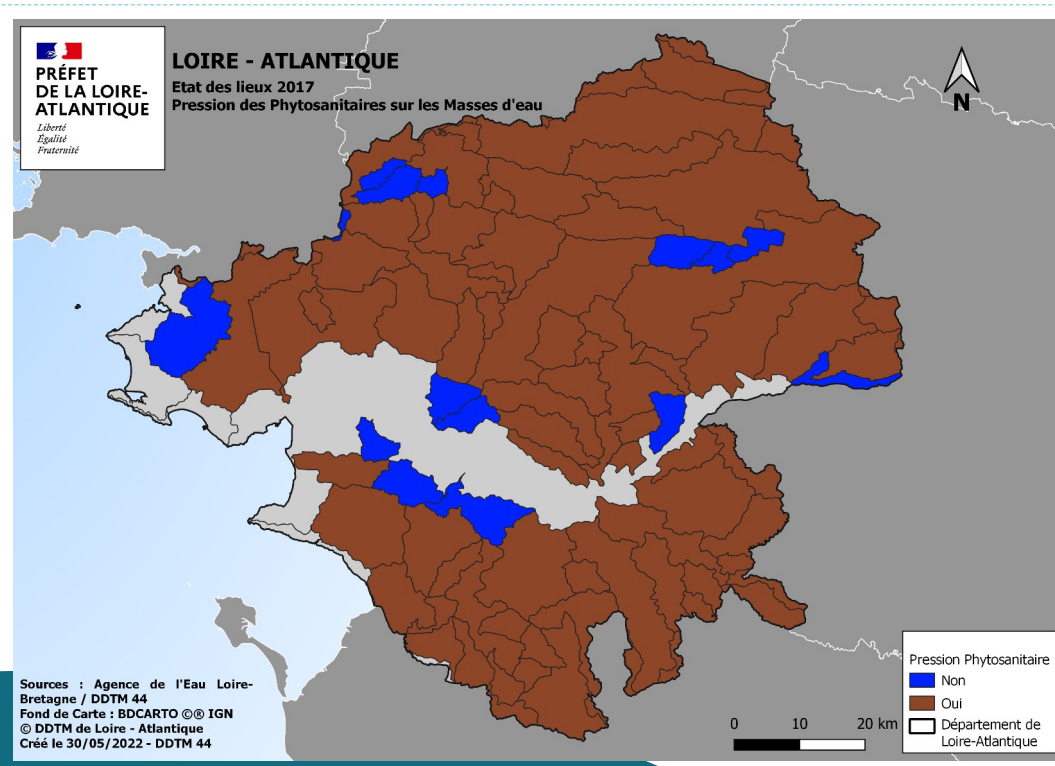 PRÉFET
DE LA LOIRE-
ATLANTIQUE
Liberté
Égalité
Fraternité
LOIRE - ATLANTIQUE
Etat des lieux 2017
Pression des Phytosanitaires sur les Masses d'eau
N
Pression Phytosanitaire
Non
Oui
Département de
Loire-Atlantique
0 10 20 km
Sources : Agence de l'Eau Loire-
Bretagne / DDTM 44
Fond de Carte : BDCARTO ©® IGN
© DDTM de Loire - Atlantique
Créé le 30/05/2022 - DDTM 44